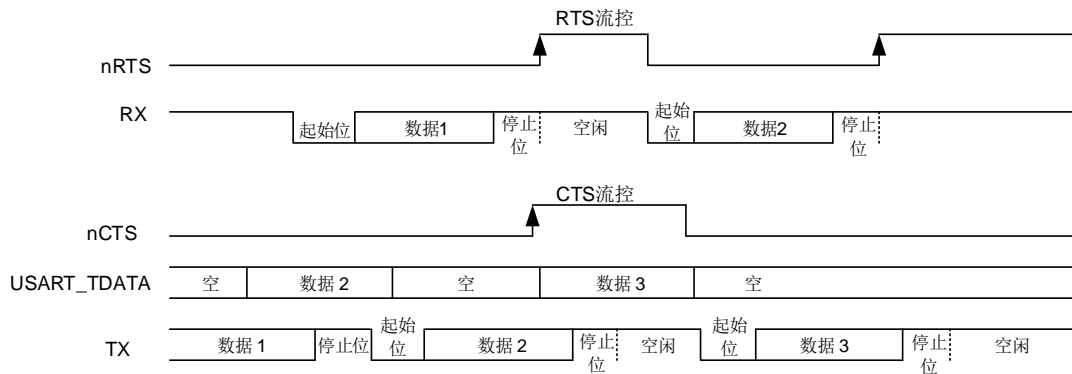 RTS流控
nRTS
RX
起始位
数据1
停止
位
空闲
起始
位
数据2
停止
位
CTS流控
nCTS
USART_TDATA
空
数据 2
空
数据 3
空
TX
数据 1
停止位
起始
位
数据 2
停止
位
空闲
起始
位
数据 3
停止
位
空闲